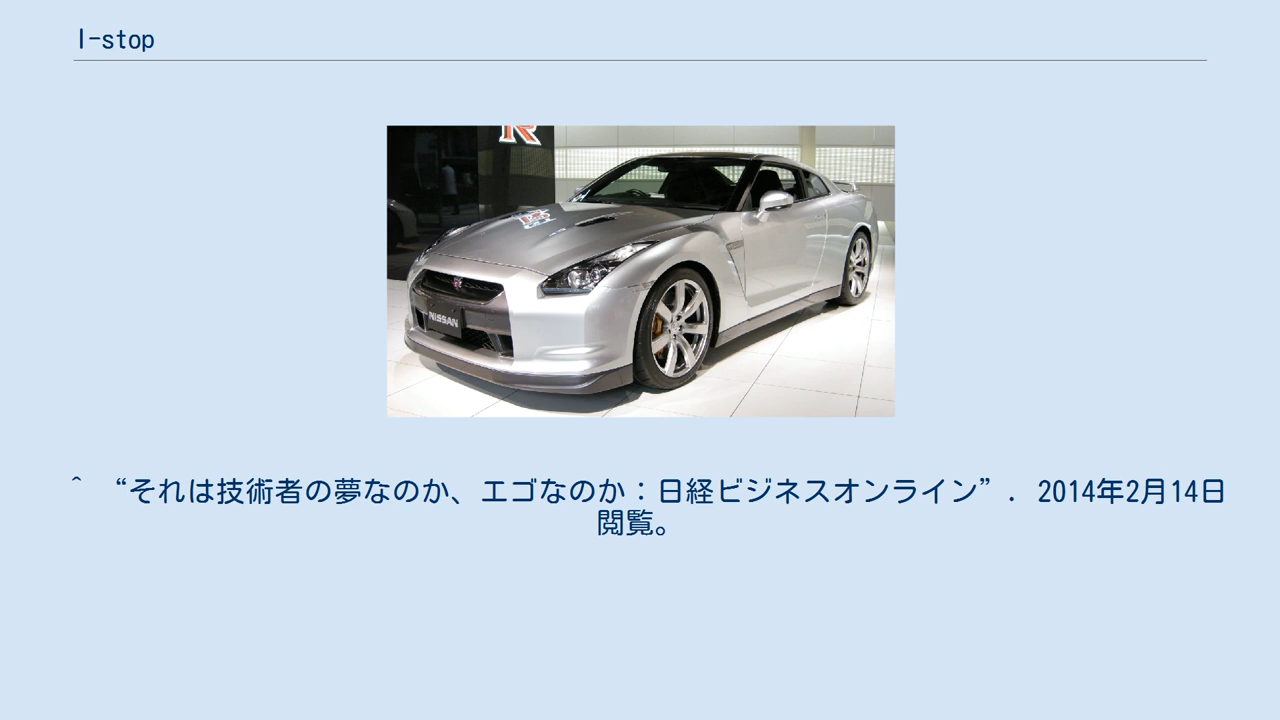 I-stop
R
NISSAN
^ “それは技術者の夢なのか、エゴなのか：日経ビジネスオンライン”. 2014年2月14日
閲覧。